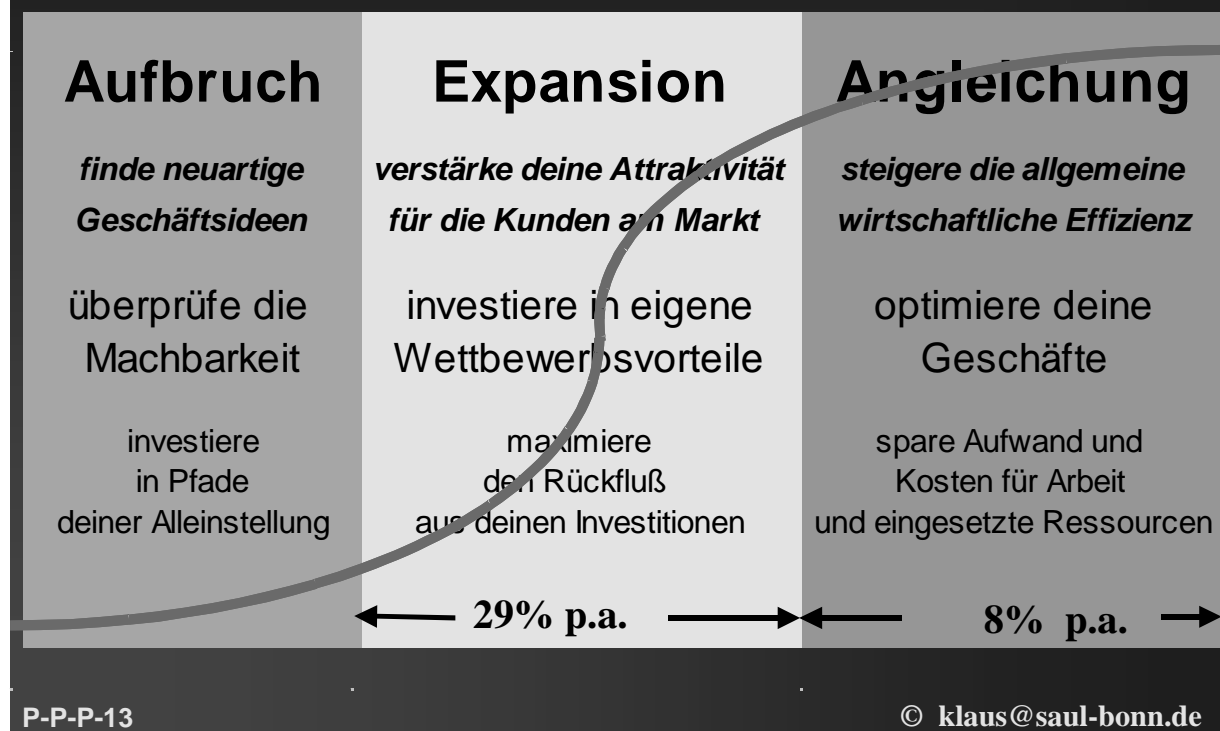 Aufbruch
finde neuartige
Geschäftsideen
überprüfe die
Machbarkeit
investiere
in Pfade
deiner Alleinstellung
Expansion
verstärke deine Attraktivität
für die Kunden am Markt
investiere in eigene
Wettbewerbsvorteile
maximiere
den Rückfluß
aus deinen Investitionen
29% p.a.
Angleichung
steigere die allgemeine
wirtschaftliche Effizienz
optimiere deine
Geschäfte
spare Aufwand und
Kosten für Arbeit
und eingesetzte Ressourcen
8% p.a.
P-P-P-13
© klaus@saul-bonn.de